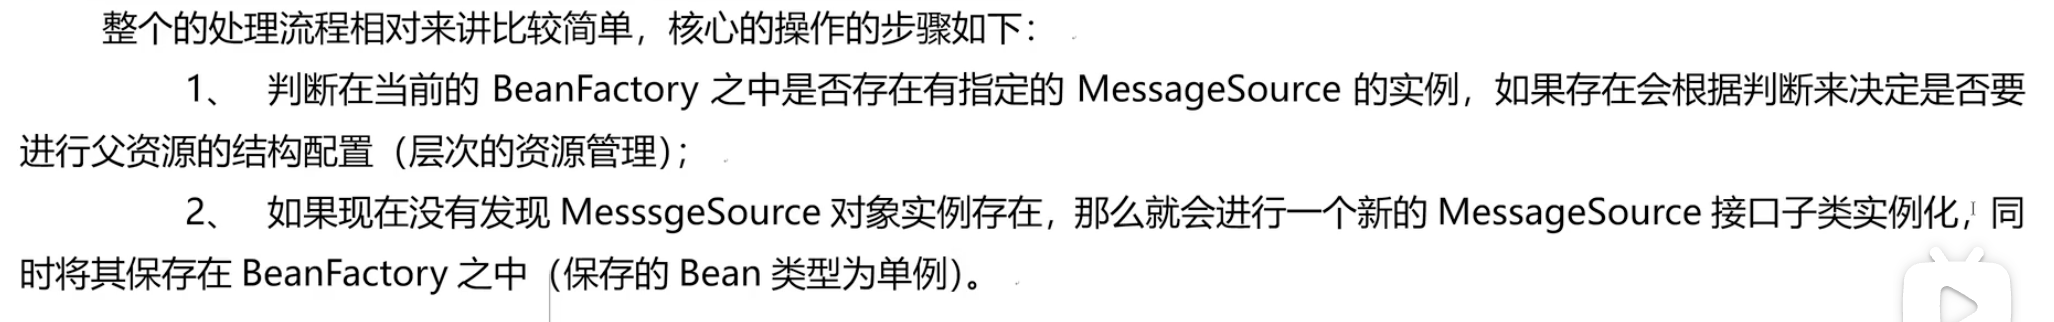 整个的处理流程相对来讲比较简单，核心的操作的步骤如下：
1、 判断在当前的 BeanFactory 之中是否存在有指定的 MessageSource 的实例，如果存在会根据判断来决定是否要
进行父资源的结构配置（层次的资源管理）；
2、 如果现在没有发现 MesssgeSource 对象实例存在，那么就会进行一个新的 MessageSource 接口子类实例化，同
时将其保存在 BeanFactory 之中（保存的 Bean 类型为单例）。